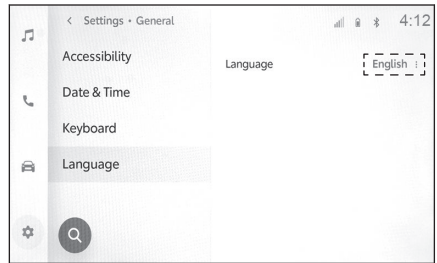 < Settings • General
4:12
Accessibility
Language
English
Date & Time
Keyboard
Language